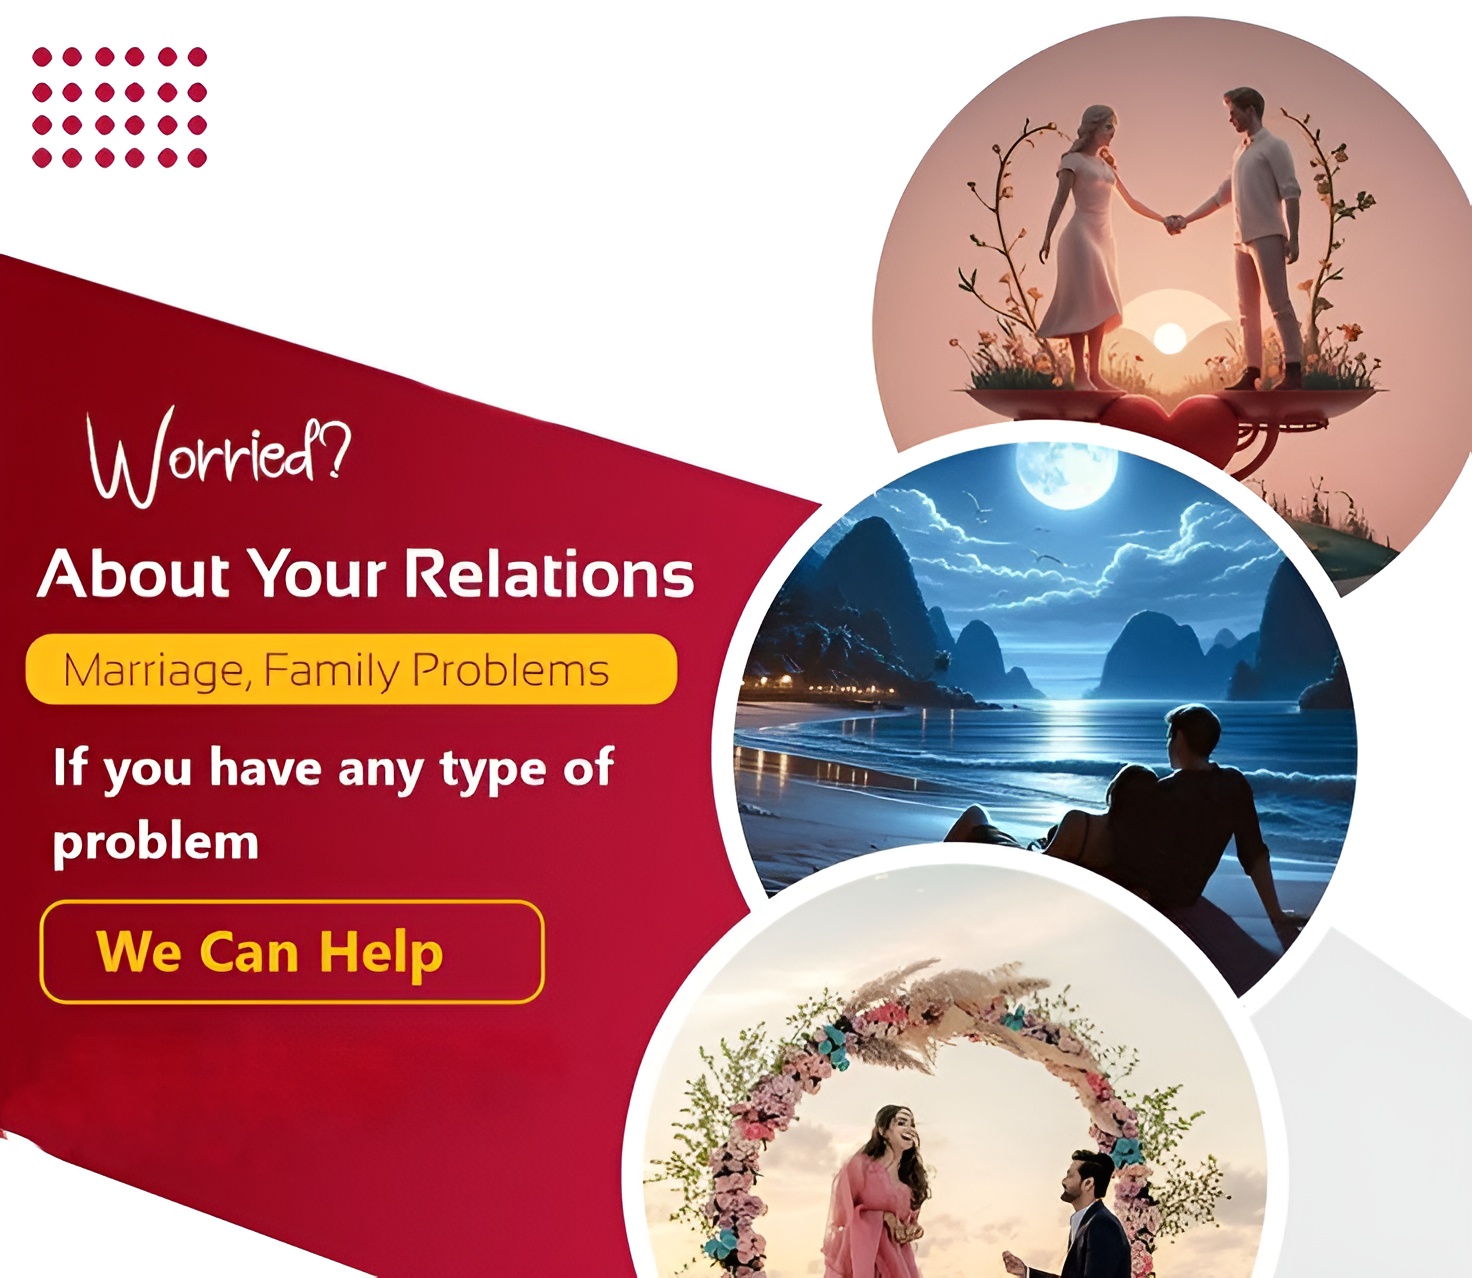 Worried?
About Your Relations
Marriage, Family Problems
If you have any type of
problem
We Can Help